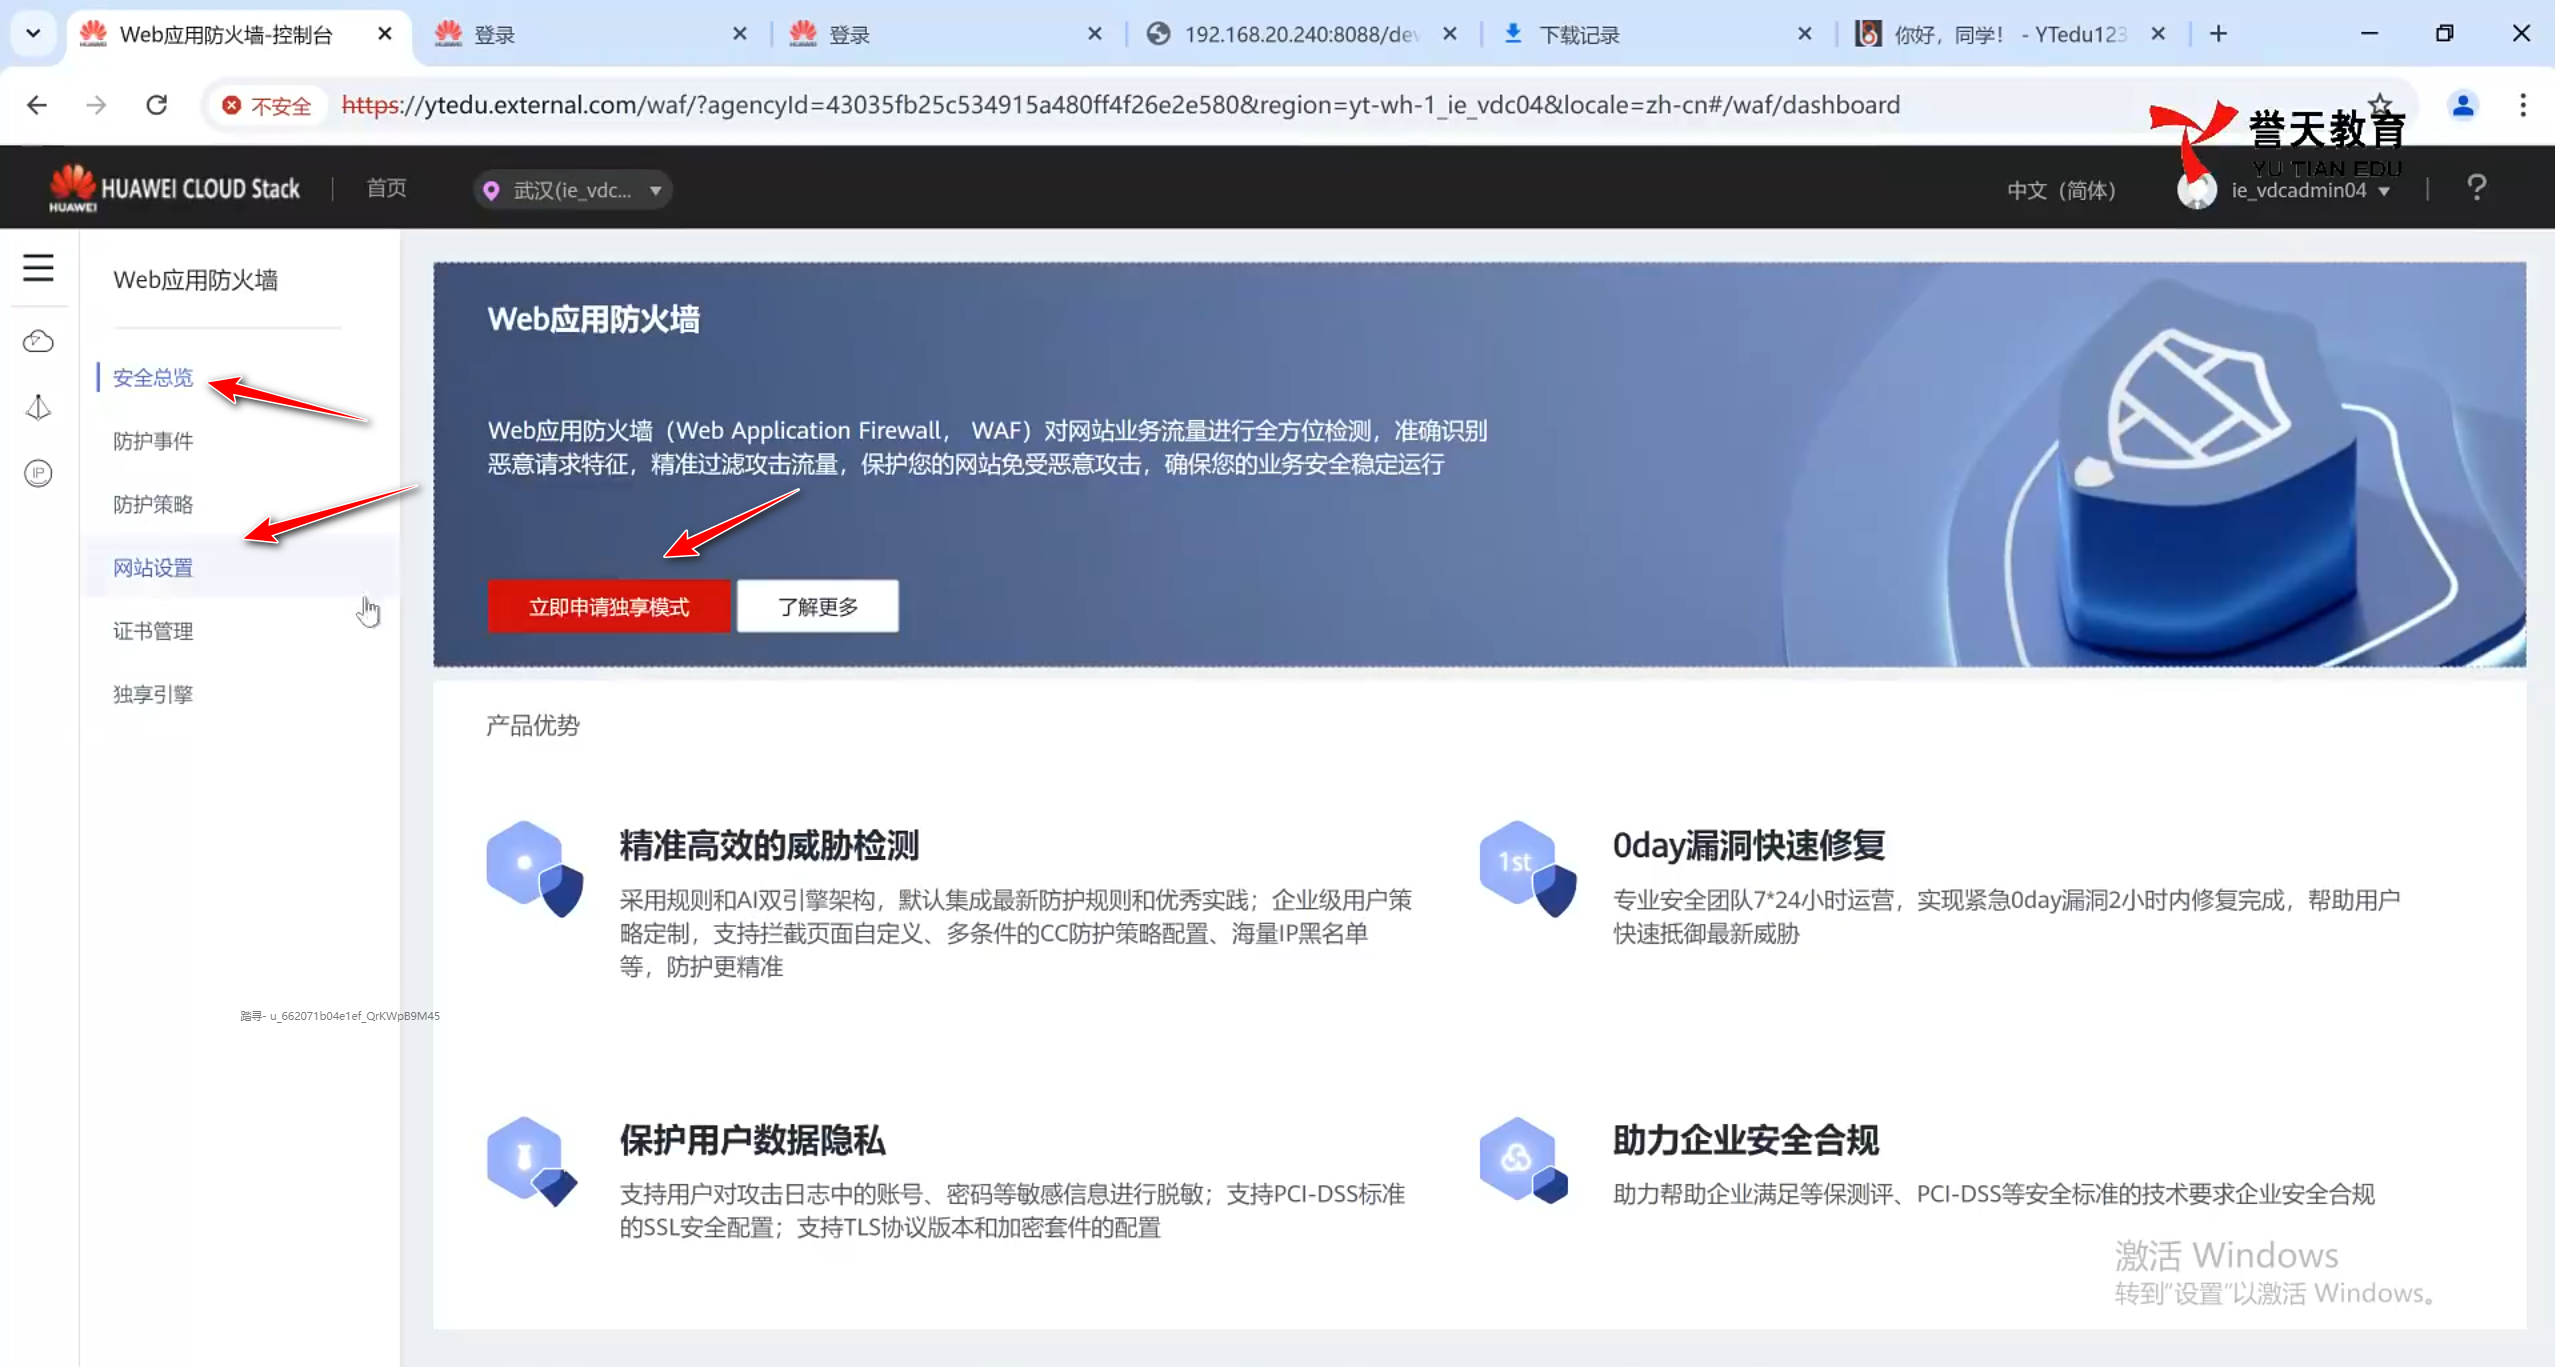 Web应用防火墙-控制台
登录
登录
192.168.20.240:8088/dev
下载记录
你好，同学！ - YTedu123
不安全
https://ytedu.external.com/waf/?agencyId=43035fb25c534915a480ff4f26e2e580&region=yt-wh-1_ie_vdc04&locale=zh-cn#/waf/dashboard
誉天教育
YU TIAN EDU
HUAWEI
HUAWEI CLOUD Stack
首页
武汉(ie_vdc...
中文（简体）
ie_vdcadmin04
Web应用防火墙
安全总览
防护事件
防护策略
网站设置
证书管理
独享引擎
IP
Web应用防火墙
Web应用防火墙（Web Application Firewall， WAF）对网站业务流量进行全方位检测，准确识别
恶意请求特征，精准过滤攻击流量，保护您的网站免受恶意攻击，确保您的业务安全稳定运行
立即申请独享模式
了解更多
产品优势
精准高效的威胁检测
采用规则和AI双引擎架构，默认集成最新防护规则和优秀实践；企业级用户策
略定制，支持拦截页面自定义、多条件的CC防护策略配置、海量IP黑名单
等，防护更精准
1st
0day漏洞快速修复
专业安全团队7*24小时运营，实现紧急0day漏洞2小时内修复完成，帮助用户
快速抵御最新威胁
踏寻- u_662071b04e1ef_QrKWpB9M45
保护用户数据隐私
支持用户对攻击日志中的账号、密码等敏感信息进行脱敏；支持PCI-DSS标准
的SSL安全配置；支持TLS协议版本和加密套件的配置
助力企业安全合规
助力帮助企业满足等保测评、PCI-DSS等安全标准的技术要求企业安全合规
激活 Windows
转到"设置"以激活 Windows。